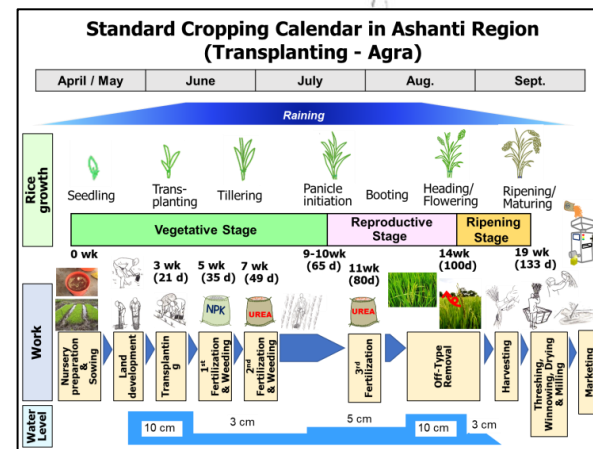 Standard Cropping Calendar in Ashanti Region
(Transplanting - Agra)
April / May
June
July
Aug.
Sept.
Raining
Rice
growth
Seedling
Trans-
planting
Tillering
Panicle
initiation
Booting
Heading/
Flowering
Ripening/
Maturing
Vegetative Stage
Reproductive
Stage
Ripening
Stage
0 wk
3 wk
(21 d)
5 wk
(35 d)
7 wk
(49 d)
9-10wk
(65 d)
11wk
(80d)
14wk
(100d)
19 wk
(133 d)
NPK
UREA
UREA
Work
Nursery
preparation
&
Sowing
Land
development
Transplantin
g
1st
Fertilization
& Weeding
2nd
Fertilization
& Weeding
3rd
Fertilization
Off-Type
Removal
Harvesting
Threshing,
Winnowing, Drying
& Milling
Marketing
Water
Level
10 cm
3 cm
5 cm
10 cm
3 cm